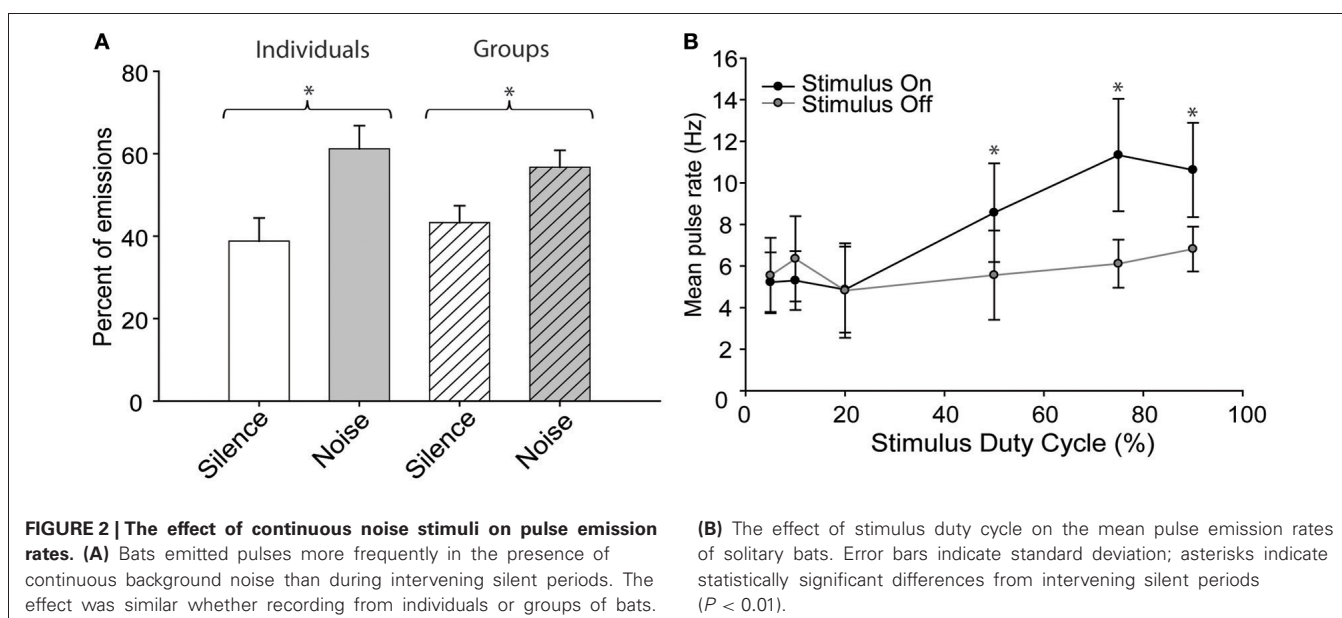 A
Individuals Groups
* *
80
60
40
20
0
Percent of emissions
Silence Noise Silence Noise
B
16
14
12
10
8
6
4
2
0
Mean pulse rate (Hz)
Stimulus On
Stimulus Off
* * *
0 20 40 60 80 100
Stimulus Duty Cycle (%)
FIGURE 2 | The effect of continuous noise stimuli on pulse emission
rates. (A) Bats emitted pulses more frequently in the presence of
continuous background noise than during intervening silent periods. The
effect was similar whether recording from individuals or groups of bats.
(B) The effect of stimulus duty cycle on the mean pulse emission rates
of solitary bats. Error bars indicate standard deviation; asterisks indicate
statistically significant differences from intervening silent periods
(P < 0.01).